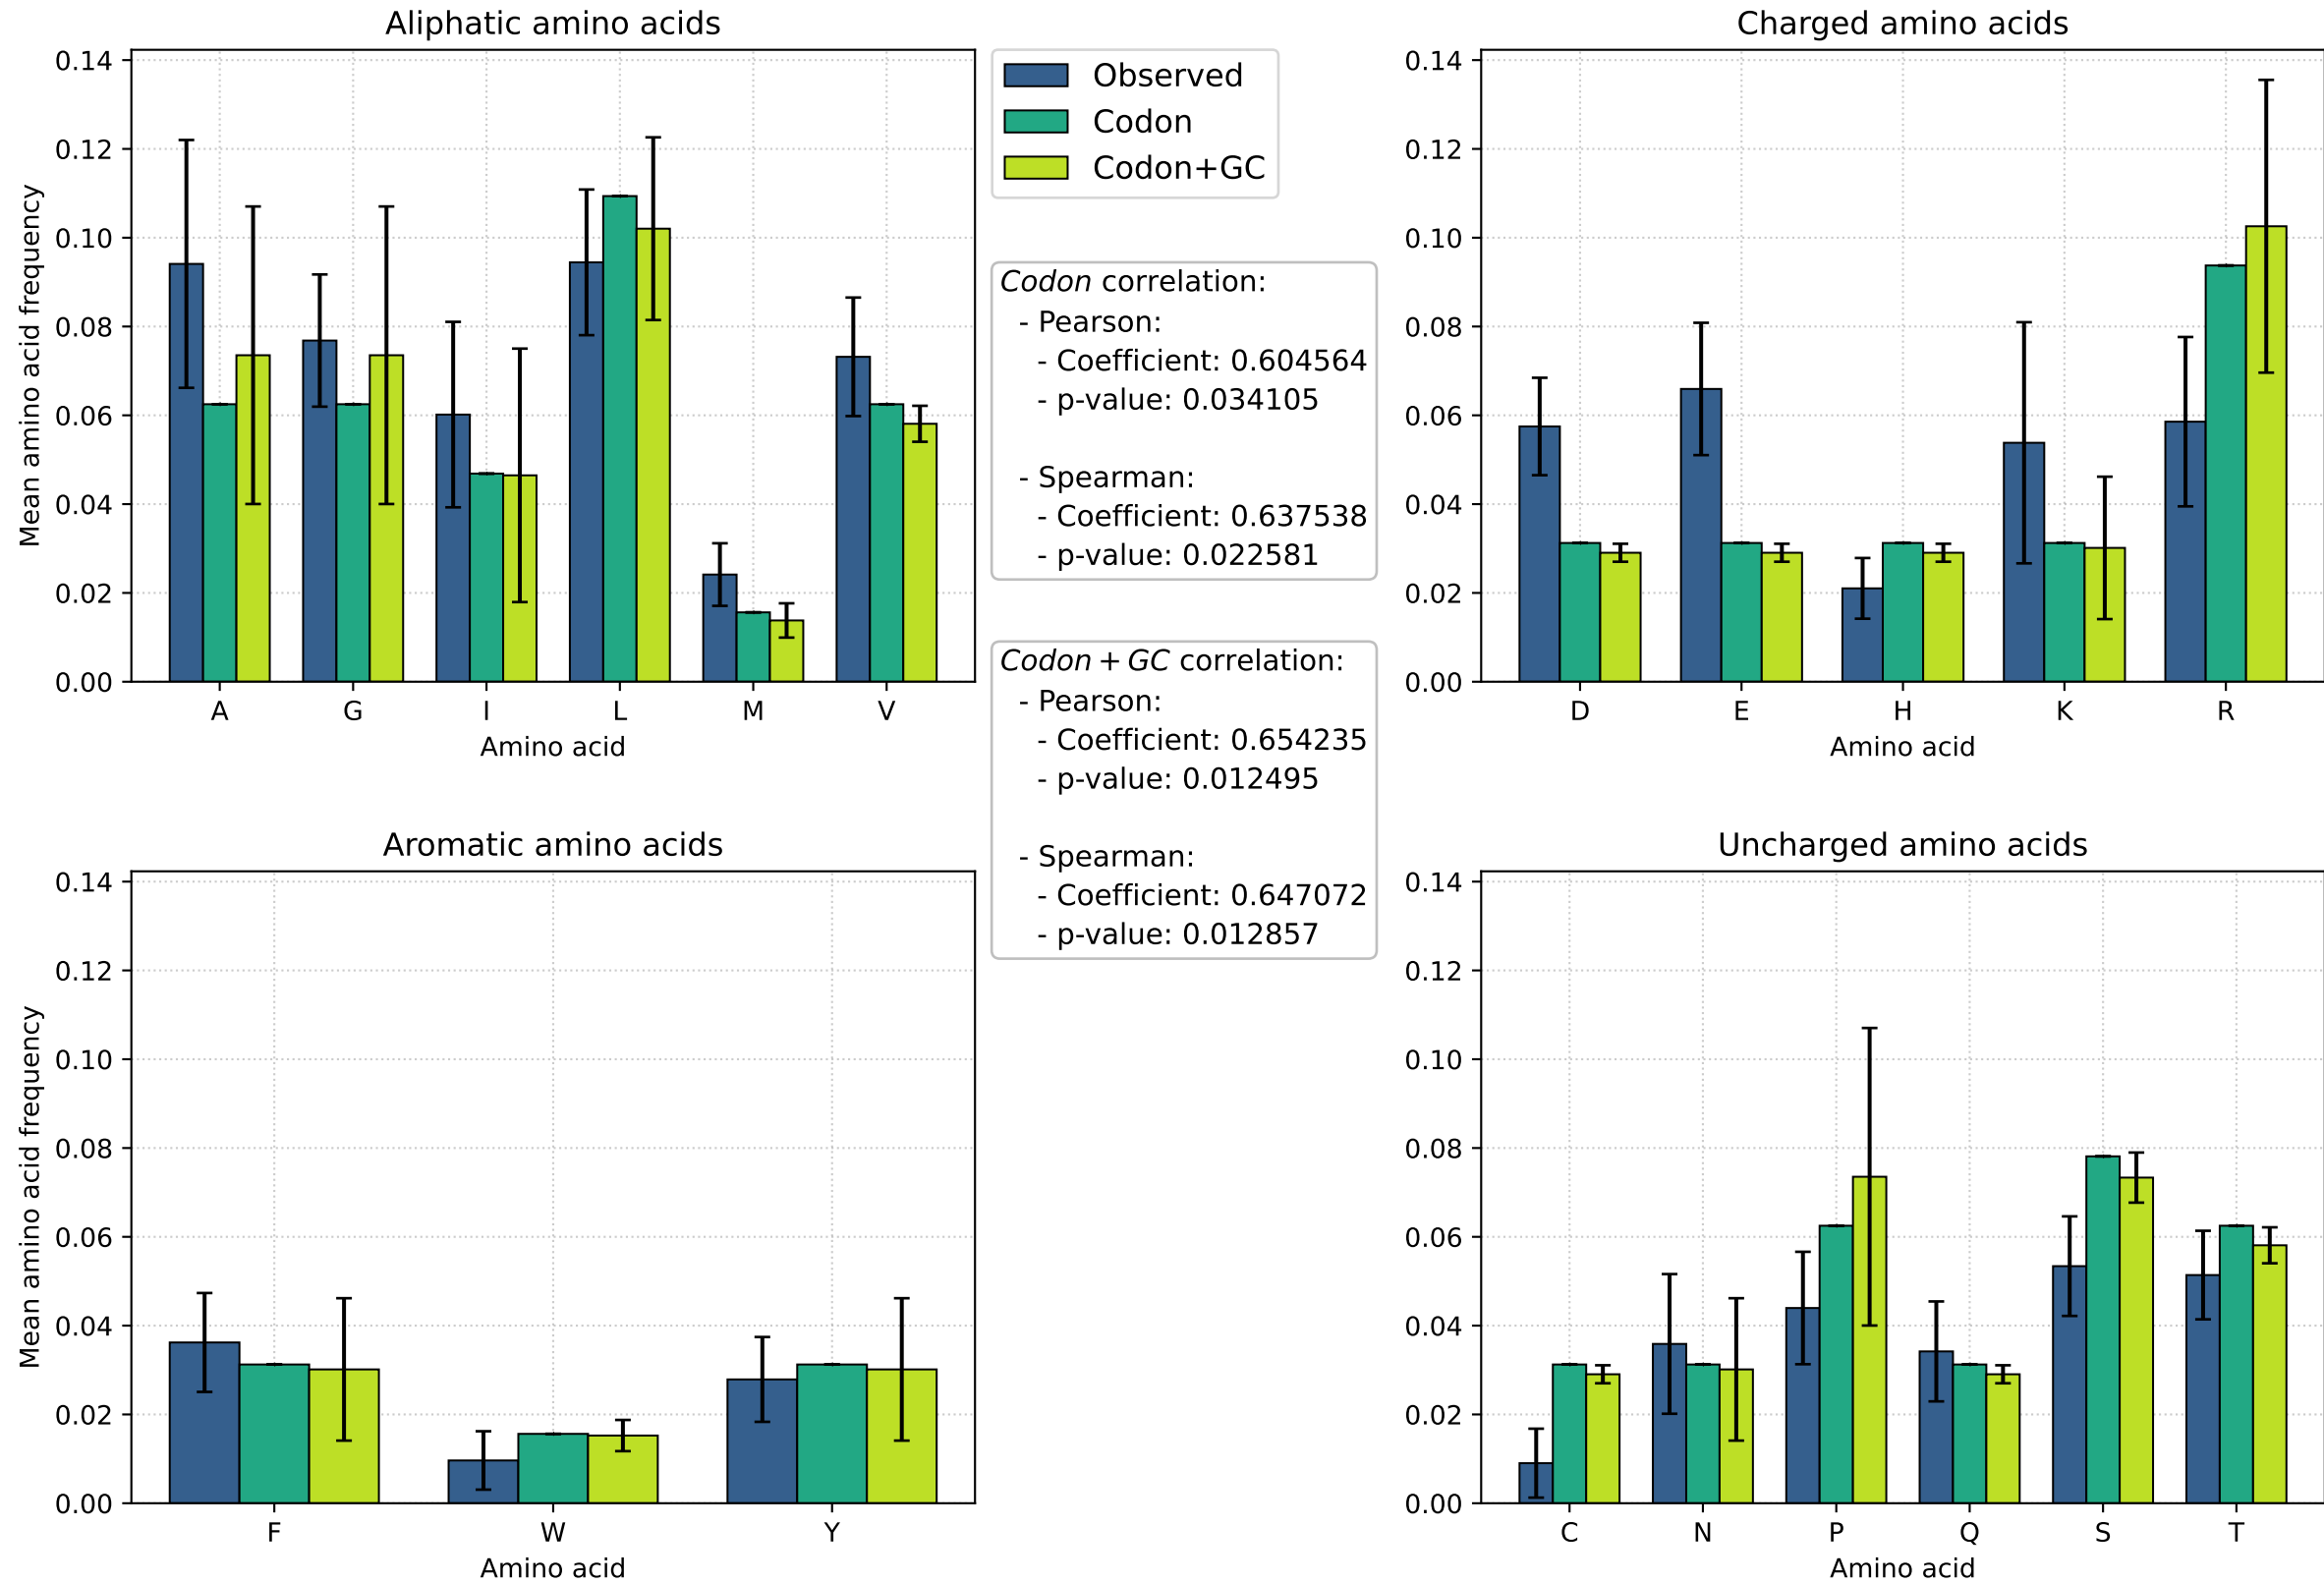 Aliphatic amino acids
Mean amino acid frequency
0.14
0.12
0.10
0.08
0.06
0.04
0.02
0.00
A G I L M V
Amino acid
Observed
Codon
Codon+GC
Codon correlation:
- Pearson:
- Coefficient: 0.604564
- p-value: 0.034105
- Spearman:
- Coefficient: 0.637538
- p-value: 0.022581
Codon + GC correlation:
- Pearson:
- Coefficient: 0.654235
- p-value: 0.012495
- Spearman:
- Coefficient: 0.647072
- p-value: 0.012857
Charged amino acids
0.14
0.12
0.10
0.08
0.06
0.04
0.02
0.00
D E H K R
Amino acid
Aromatic amino acids
Mean amino acid frequency
0.14
0.12
0.10
0.08
0.06
0.04
0.02
0.00
F W Y
Amino acid
Uncharged amino acids
0.14
0.12
0.10
0.08
0.06
0.04
0.02
0.00
C N P Q S T
Amino acid